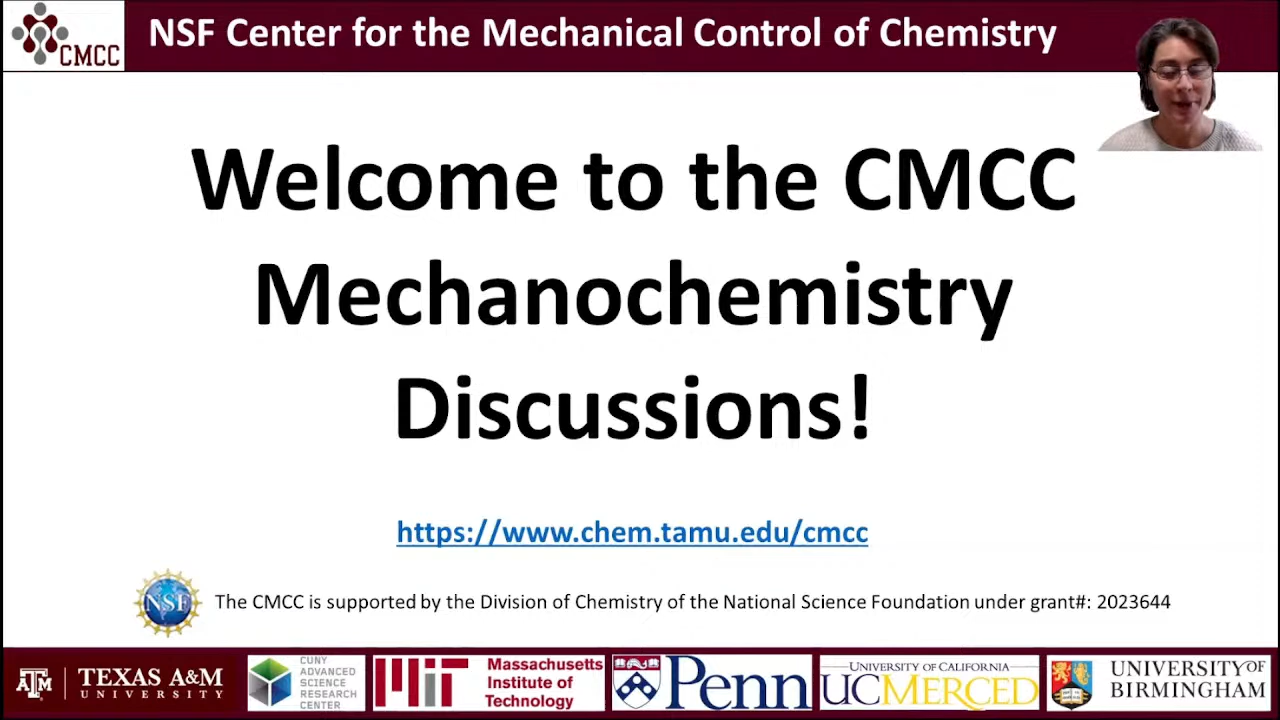 CMCC
NSF Center for the Mechanical Control of Chemistry
Welcome to the CMCC
Mechanochemistry
Discussions!
https://www.chem.tamu.edu/cmcc
NSF
The CMCC is supported by the Division of Chemistry of the National Science Foundation under grant#: 2023644
ATM
TEXAS A&M
UNIVERSITY
CUNY
ADVANCED
SCIENCE
RESEARCH
CENTER
Massachusetts
Institute of
Technology
Penn
UNIVERSITY OF CALIFORNIA
UCMERCED
UNIVERSITY OF
BIRMINGHAM